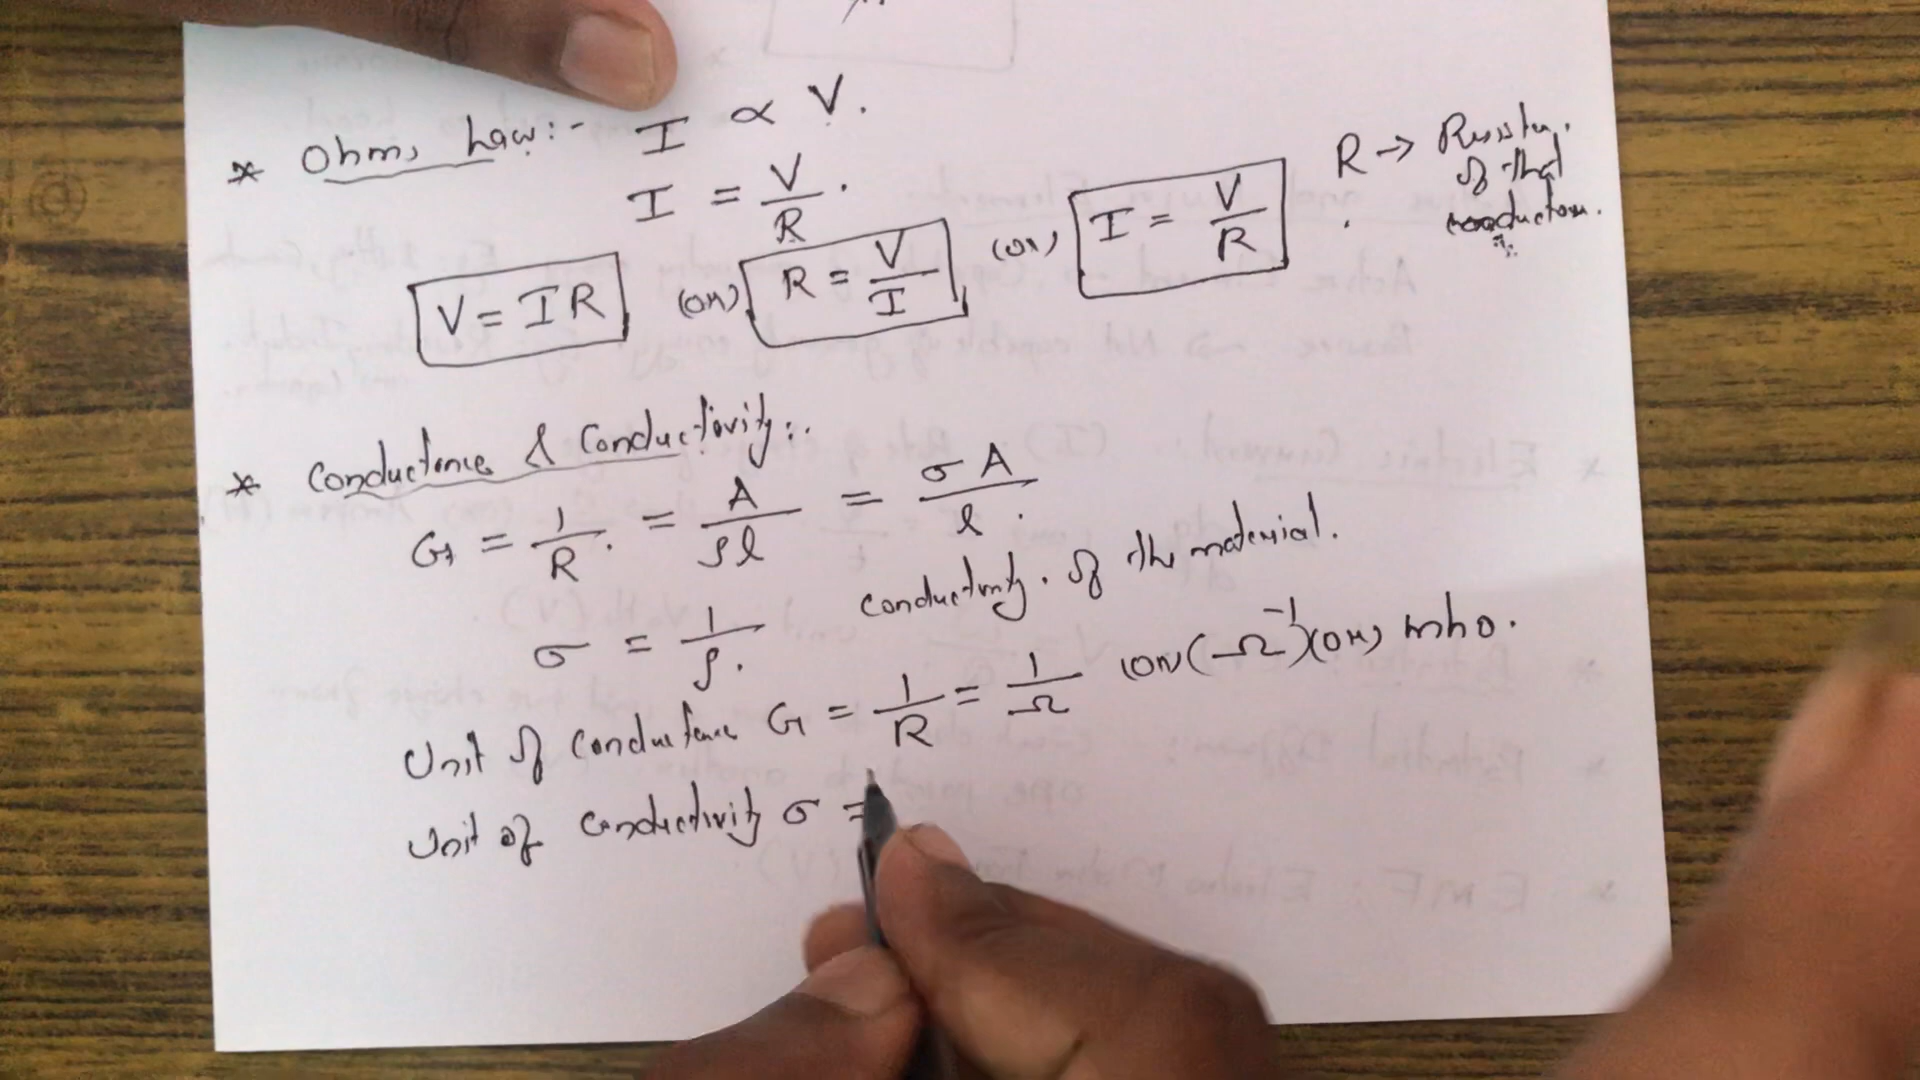 * Ohms Law:- I ∝ V.
I = V/R.
R → Resistor. of that conductor.
V = IR (or) R = V/I (or) I = V/R
* Conductance & Conductivity:.
G = 1/R. = A/ρl = σA/l.
σ = 1/ρ. conductivity. of the material.
Unit of conductance G = 1/R = 1/Ω (or) (Ω⁻¹) (or) mho.
Unit of conductivity σ =